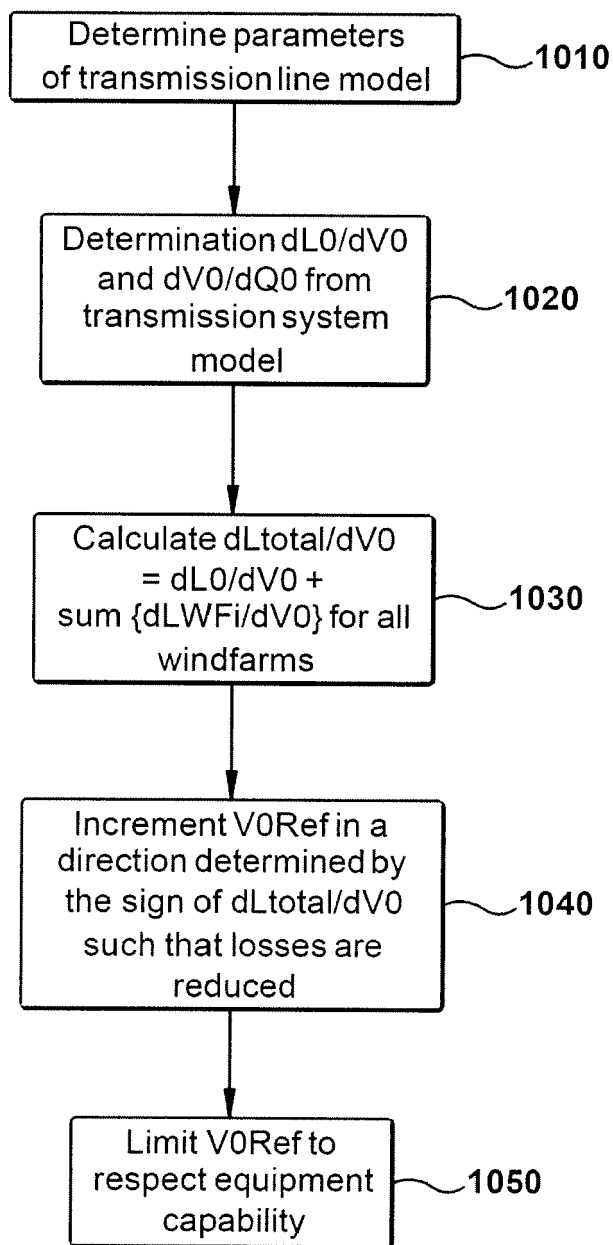 Determine parameters
of transmission line model
1010
Determination dL0/dV0
and dV0/dQ0 from
transmission system
model
1020
Calculate dLtotal/dV0
= dL0/dV0 +
sum {dLWFi/dV0} for all
windfarms
1030
Increment V0Ref in a
direction determined by
the sign of dLtotal/dV0
such that losses are
reduced
1040
Limit V0Ref to
respect equipment
capability
1050